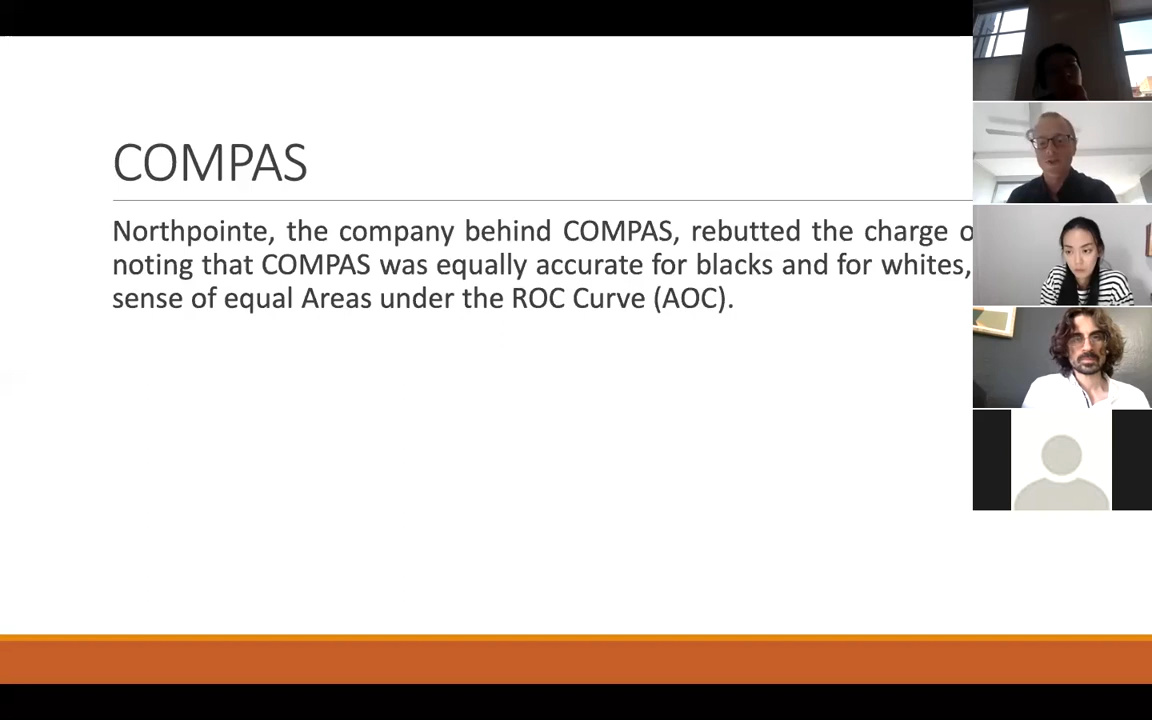 COMPAS
Northpointe, the company behind COMPAS, rebutted the charge
noting that COMPAS was equally accurate for blacks and for whites,
sense of equal Areas under the ROC Curve (AOC).